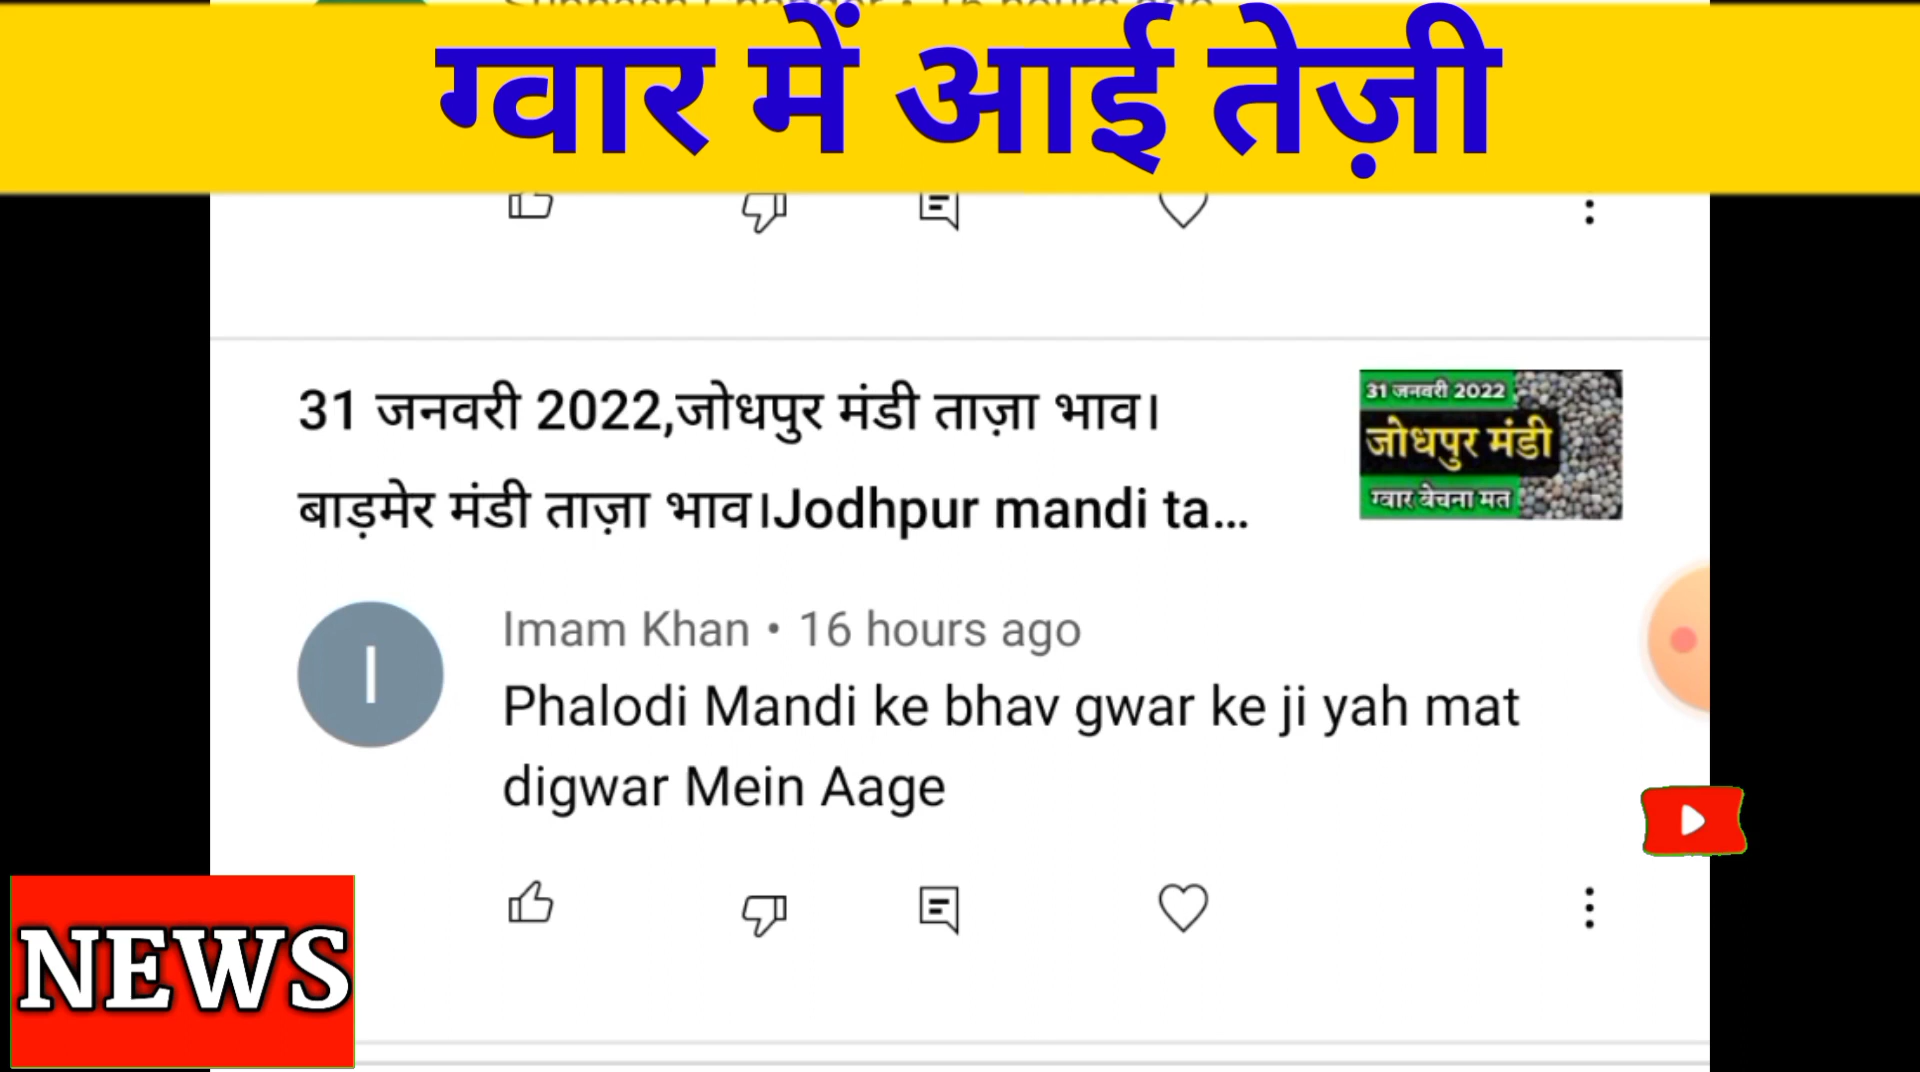 ग्वार में आई तेज़ी
31 जनवरी 2022,जोधपुर मंडी ताज़ा भाव।
बाड़मेर मंडी ताज़ा भाव।Jodhpur mandi ta...
31 जनवरी 2022
जोधपुर मंडी
ग्वार बेचना मत
I
Imam Khan • 16 hours ago
Phalodi Mandi ke bhav gwar ke ji yah mat
digwar Mein Aage
NEWS